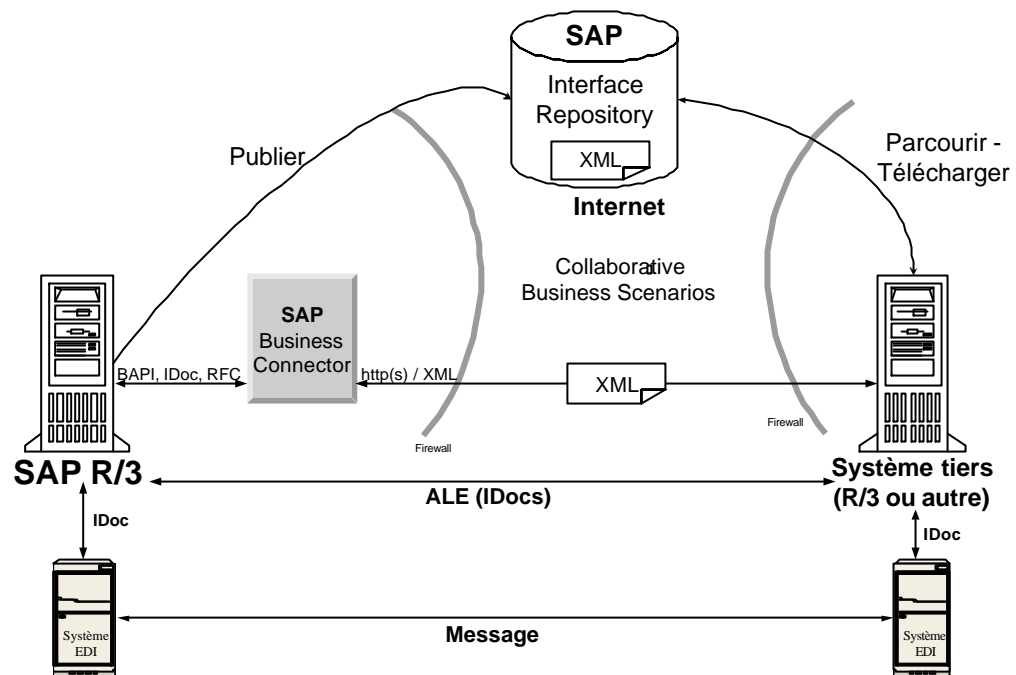 SAP
Interface
Repository
XML
Internet
Publier
Parcourir -
Télécharger
Collaborative
Business Scenarios
SAP
Business
Connector
BAPI, IDoc, RFC
http(s) / XML
XML
Firewall
Firewall
SAP R/3
Système tiers
(R/3 ou autre)
ALE (IDocs)
IDoc
IDoc
Système
EDI
Message
Système
EDI